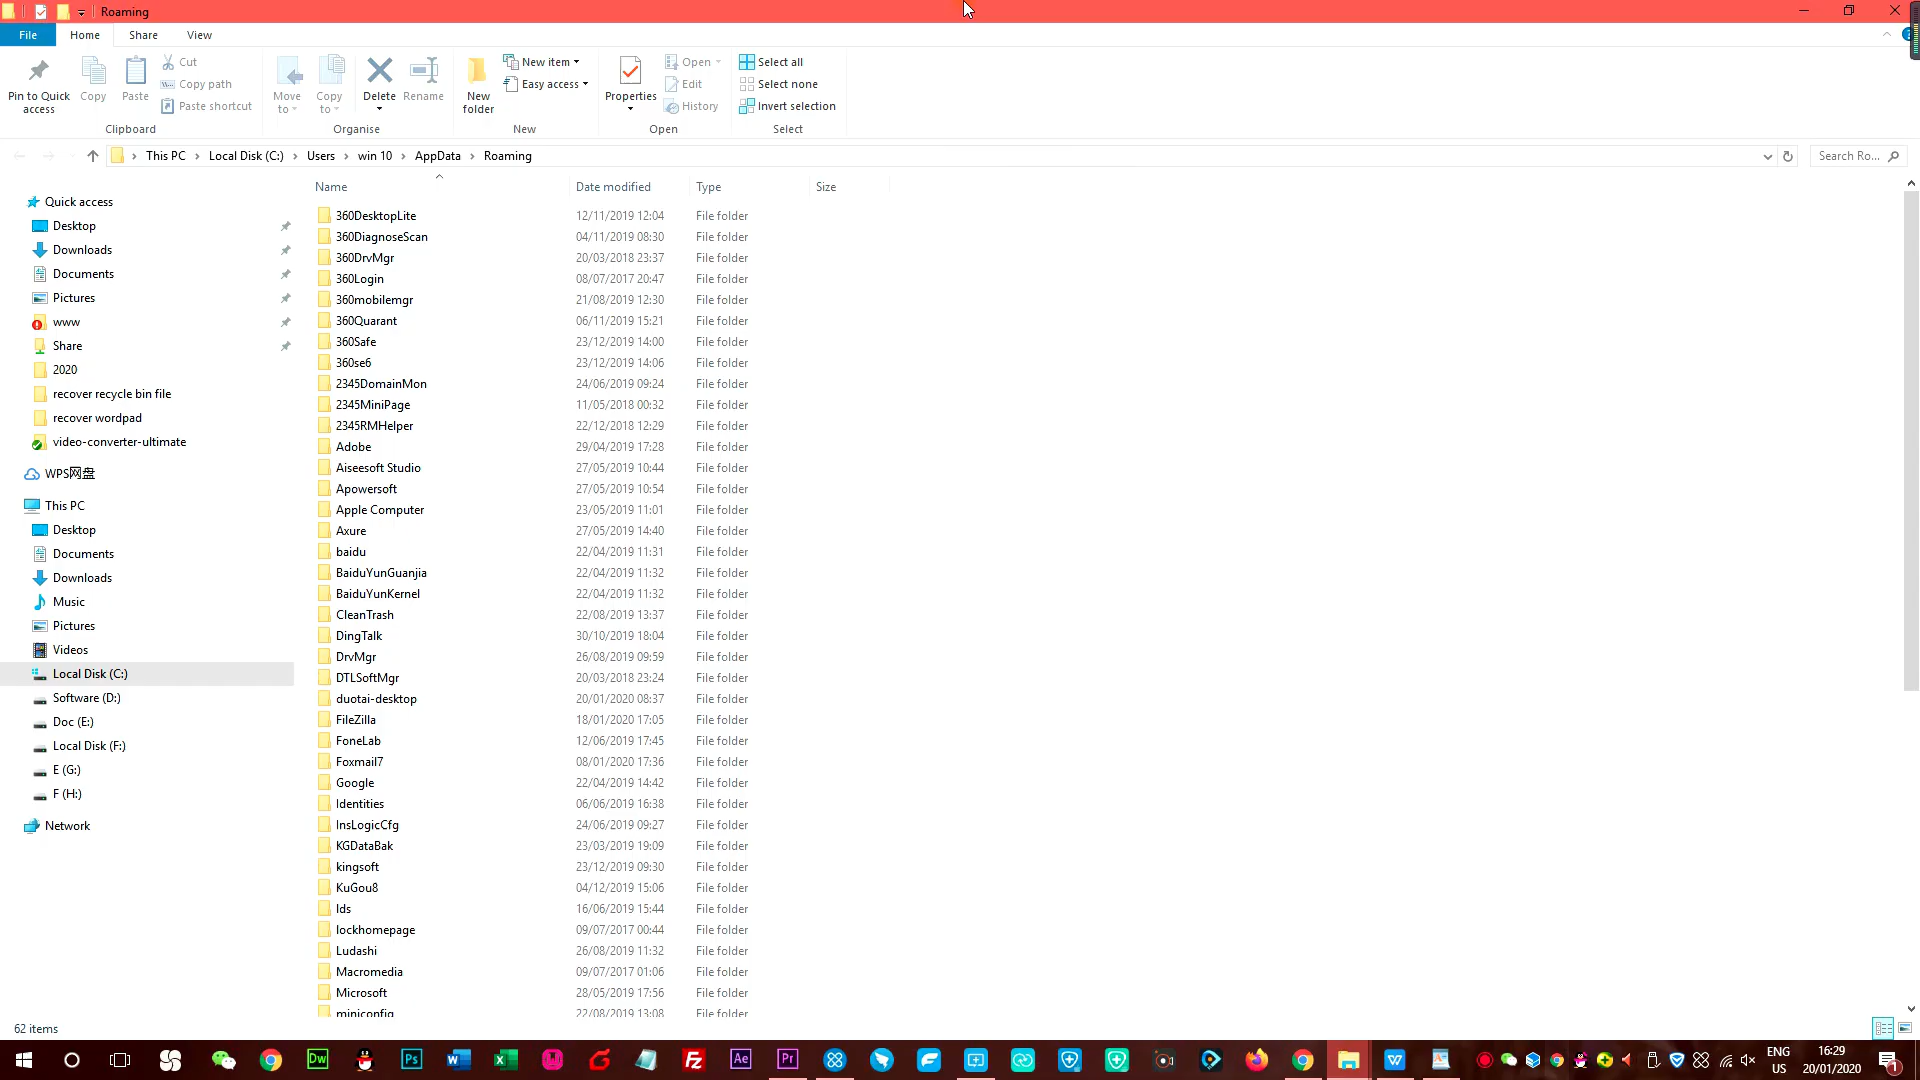 Roaming
File Home Share View
Pin to Quick access
Copy
Paste
Cut
Copy path
Paste shortcut
Clipboard
Move to
Copy to
Delete
Rename
Organise
New folder
New item
Easy access
New
Properties
Open
Edit
History
Open
Select all
Select none
Invert selection
Select
This PC › Local Disk (C:) › Users › win 10 › AppData › Roaming
Search Ro...
Quick access
Desktop
Downloads
Documents
Pictures
www
Share
2020
recover recycle bin file
recover wordpad
video-converter-ultimate
WPS网盘
This PC
Desktop
Documents
Downloads
Music
Pictures
Videos
Local Disk (C:)
Software (D:)
Doc (E:)
Local Disk (F:)
E (G:)
F (H:)
Network
Name Date modified Type Size
360DesktopLite 12/11/2019 12:04 File folder
360DiagnoseScan 04/11/2019 08:30 File folder
360DrvMgr 20/03/2018 23:37 File folder
360Login 08/07/2017 20:47 File folder
360mobilemgr 21/08/2019 12:30 File folder
360Quarant 06/11/2019 15:21 File folder
360Safe 23/12/2019 14:00 File folder
360se6 23/12/2019 14:06 File folder
2345DomainMon 24/06/2019 09:24 File folder
2345MiniPage 11/05/2018 00:32 File folder
2345RMHelper 22/12/2018 12:29 File folder
Adobe 29/04/2019 17:28 File folder
Aiseesoft Studio 27/05/2019 10:44 File folder
Apowersoft 27/05/2019 10:54 File folder
Apple Computer 23/05/2019 11:01 File folder
Axure 27/05/2019 14:40 File folder
baidu 22/04/2019 11:31 File folder
BaiduYunGuanjia 22/04/2019 11:32 File folder
BaiduYunKernel 22/04/2019 11:32 File folder
CleanTrash 22/08/2019 13:37 File folder
DingTalk 30/10/2019 18:04 File folder
DrvMgr 26/08/2019 09:59 File folder
DTLSoftMgr 20/03/2018 23:24 File folder
duotai-desktop 20/01/2020 08:37 File folder
FileZilla 18/01/2020 17:05 File folder
FoneLab 12/06/2019 17:45 File folder
Foxmail7 08/01/2020 17:36 File folder
Google 22/04/2019 14:42 File folder
Identities 06/06/2019 16:38 File folder
InsLogicCfg 24/06/2019 09:27 File folder
KGDataBak 23/03/2019 19:09 File folder
kingsoft 23/12/2019 09:30 File folder
KuGou8 04/12/2019 15:06 File folder
lds 16/06/2019 15:44 File folder
lockhomepage 09/07/2017 00:44 File folder
Ludashi 26/08/2019 11:32 File folder
Macromedia 09/07/2017 01:06 File folder
Microsoft 28/05/2019 17:56 File folder
miniconfig 22/08/2019 13:08 File folder
62 items
Dw
Ps
Fz
Ae
Pr
ENG
US
16:29
20/01/2020
1